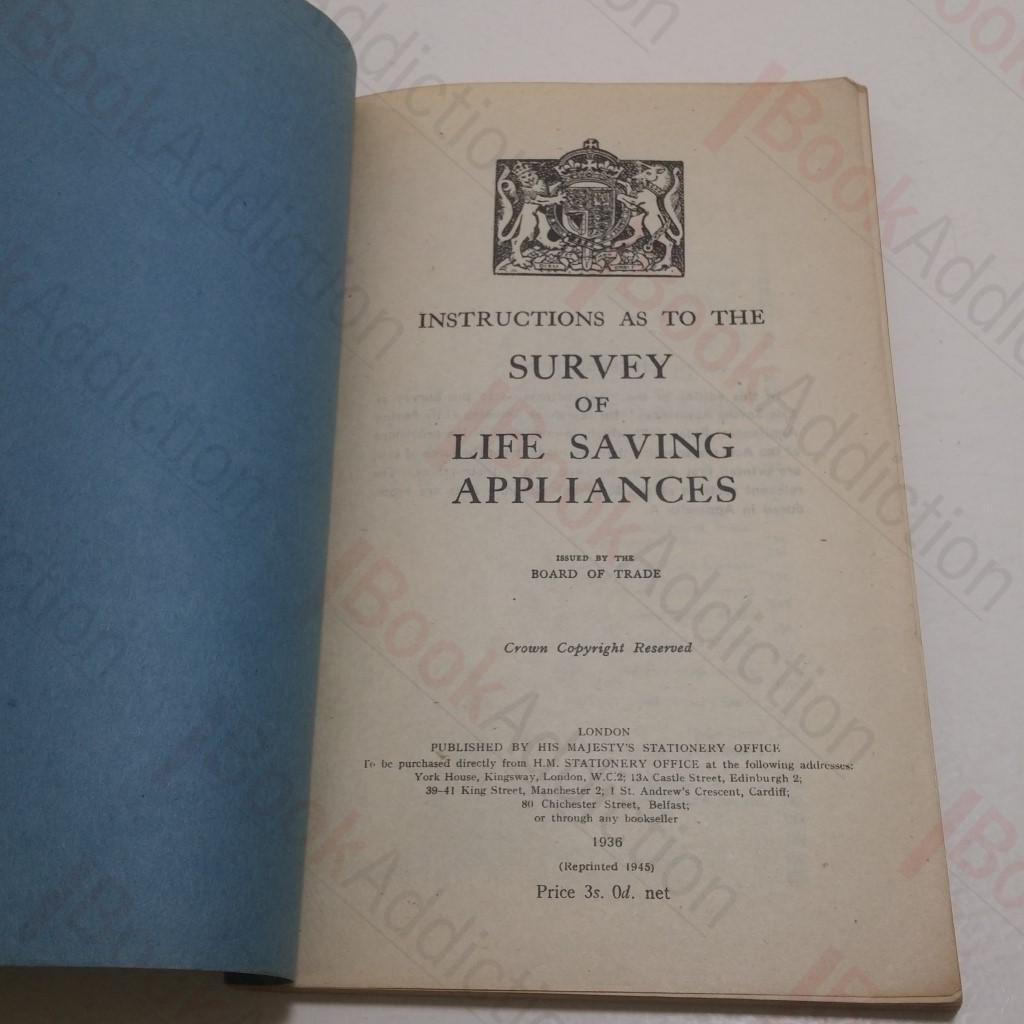 INSTRUCTIONS AS TO THE
SURVEY
OF
LIFE SAVING
APPLIANCES
ISSUED BY THE
BOARD OF TRADE
Crown Copyright Reserved
LONDON
PUBLISHED BY HIS MAJESTY'S STATIONERY OFFICE
To be purchased directly from H.M. STATIONERY OFFICE at the following addresses:
York House, Kingsway, London, W.C.2; 13A Castle Street, Edinburgh 2;
39–41 King Street, Manchester 2; 1 St. Andrew's Crescent, Cardiff;
80 Chichester Street, Belfast;
or through any bookseller
1936
(Reprinted 1945)
Price 3s. 0d. net
BookAddiction